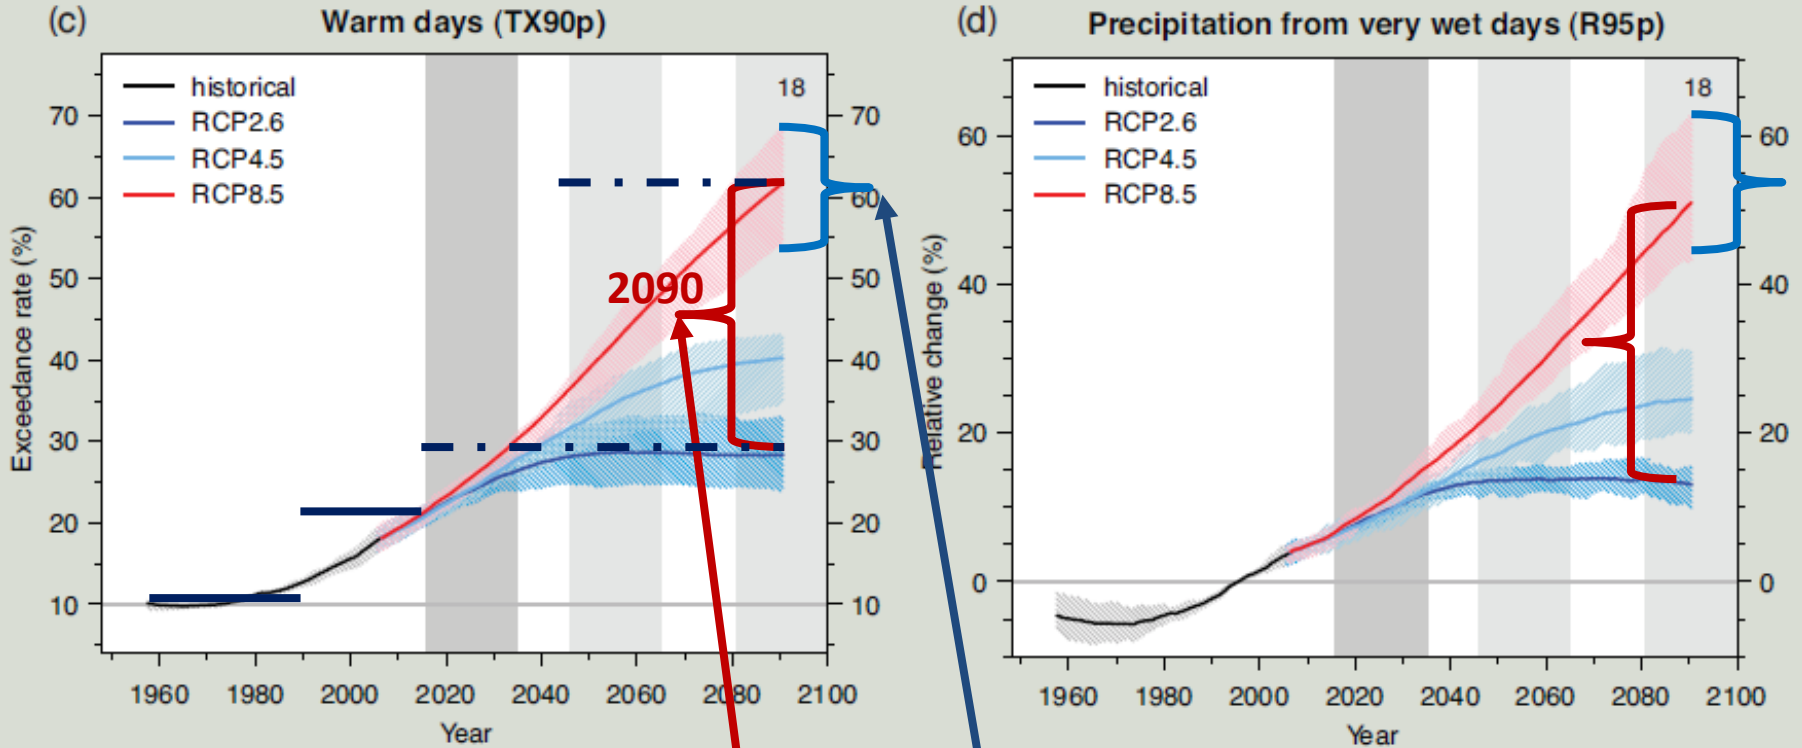 (c) Warm days (TX90p)
historical
RCP2.6
RCP4.5
RCP8.5
18
70
60
50
40
30
20
10
70
60
50
40
30
20
10
Exceedance rate (%)
2090
1960 1980 2000 2020 2040 2060 2080 2100
Year
(d) Precipitation from very wet days (R95p)
historical
RCP2.6
RCP4.5
RCP8.5
18
60
40
20
0
60
40
20
0
Relative change (%)
1960 1980 2000 2020 2040 2060 2080 2100
Year